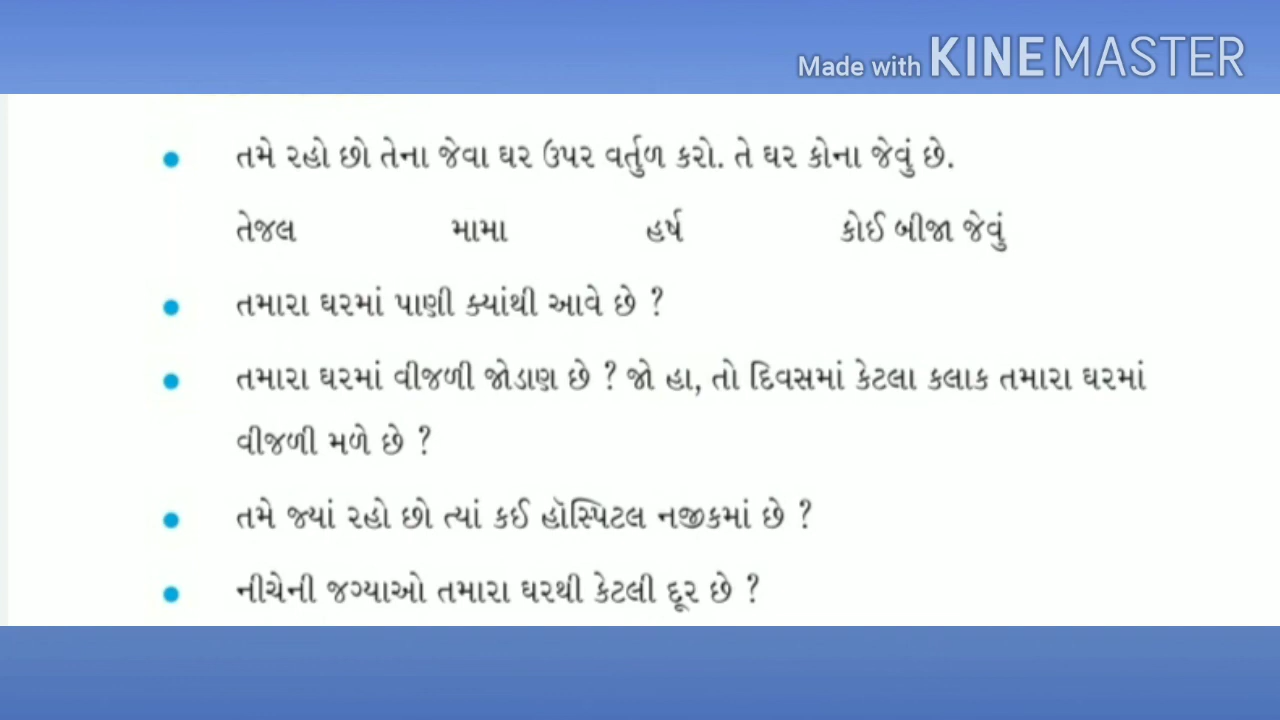 Made with KINEMASTER
• તમે રહો છો તેના જેવા ઘર ઉપર વર્તુળ કરો. તે ઘર કોના જેવું છે.
તેજલ મામા હર્ષ કોઈ બીજા જેવું
• તમારા ઘરમાં પાણી ક્યાંથી આવે છે ?
• તમારા ઘરમાં વીજળી જોડાણ છે ? જો હા, તો દિવસમાં કેટલા કલાક તમારા ઘરમાં
વીજળી મળે છે ?
• તમે જ્યાં રહો છો ત્યાં કઈ હૉસ્પિટલ નજીકમાં છે ?
• નીચેની જગ્યાઓ તમારા ઘરથી કેટલી દૂર છે ?